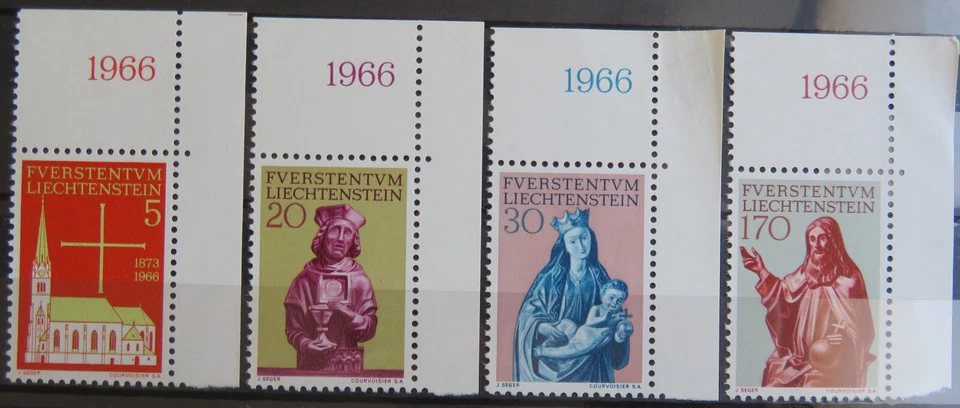 1966
FVERSTENTVM
LIECHTENSTEIN
5
1873
1966
J. SEGER COURVOISIER S.A.
1966
FVERSTENTVM
LIECHTENSTEIN
20
J. SEGER COURVOISIER S.A.
1966
FVERSTENTVM
LIECHTENSTEIN
30
J. SEGER COURVOISIER S.A.
1966
FVERSTENTVM
LIECHTENSTEIN
170
J. SEGER COURVOISIER S.A.